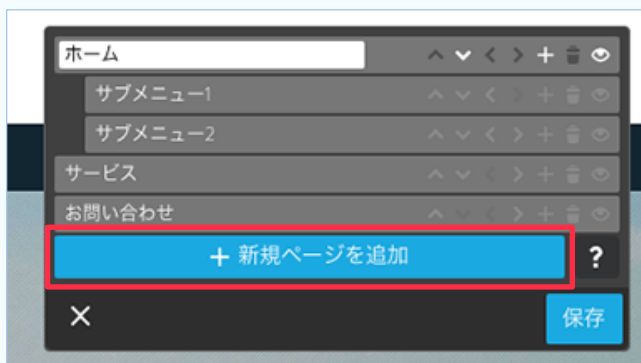 ホーム
サブメニュー1
サブメニュー2
サービス
お問い合わせ
+ 新規ページを追加
?
保存